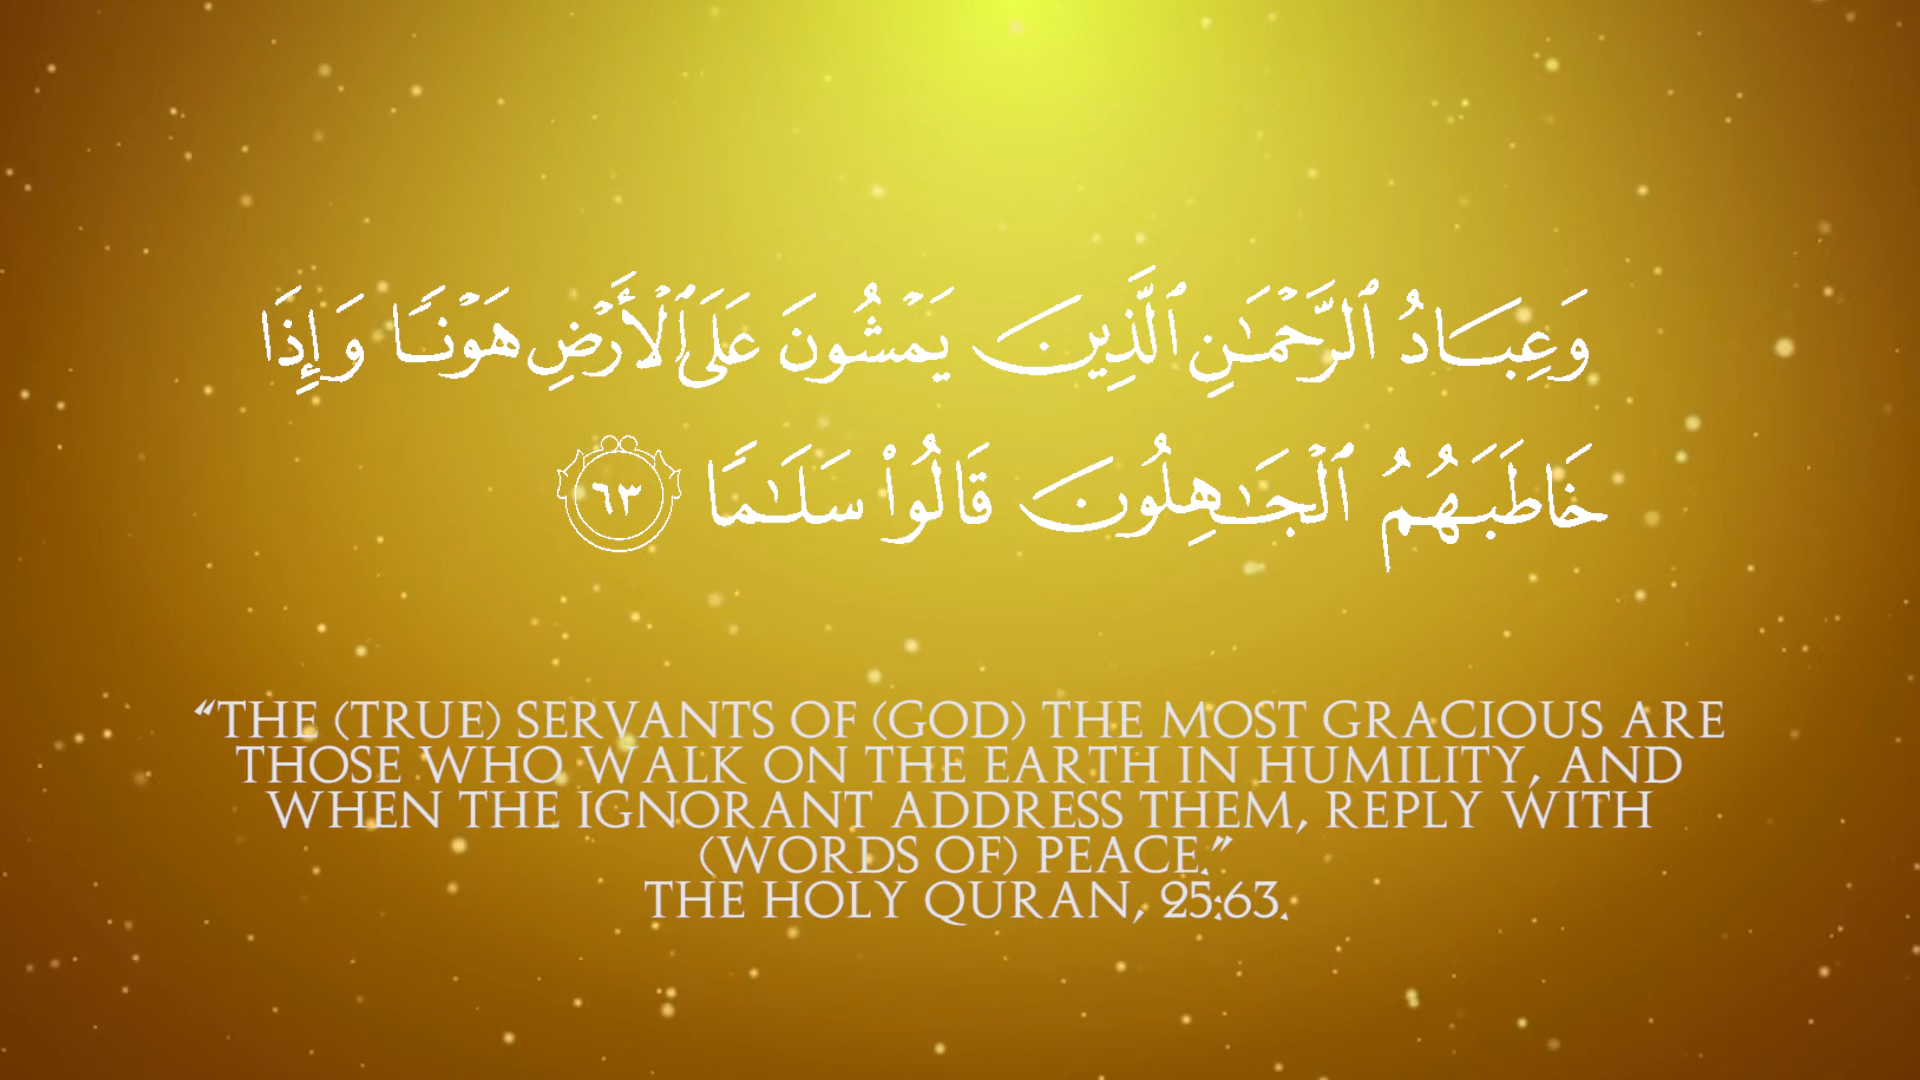 وَعِبَادُ ٱلرَّحْمَـٰنِ ٱلَّذِينَ يَمْشُونَ عَلَى ٱلْأَرْضِ هَوْنًا وَإِذَا
خَاطَبَهُمُ ٱلْجَـٰهِلُونَ قَالُوا۟ سَلَـٰمًا ٦٣
“THE (TRUE) SERVANTS OF (GOD) THE MOST GRACIOUS ARE
THOSE WHO WALK ON THE EARTH IN HUMILITY, AND
WHEN THE IGNORANT ADDRESS THEM, REPLY WITH
(WORDS OF) PEACE.”
THE HOLY QURAN, 25:63.